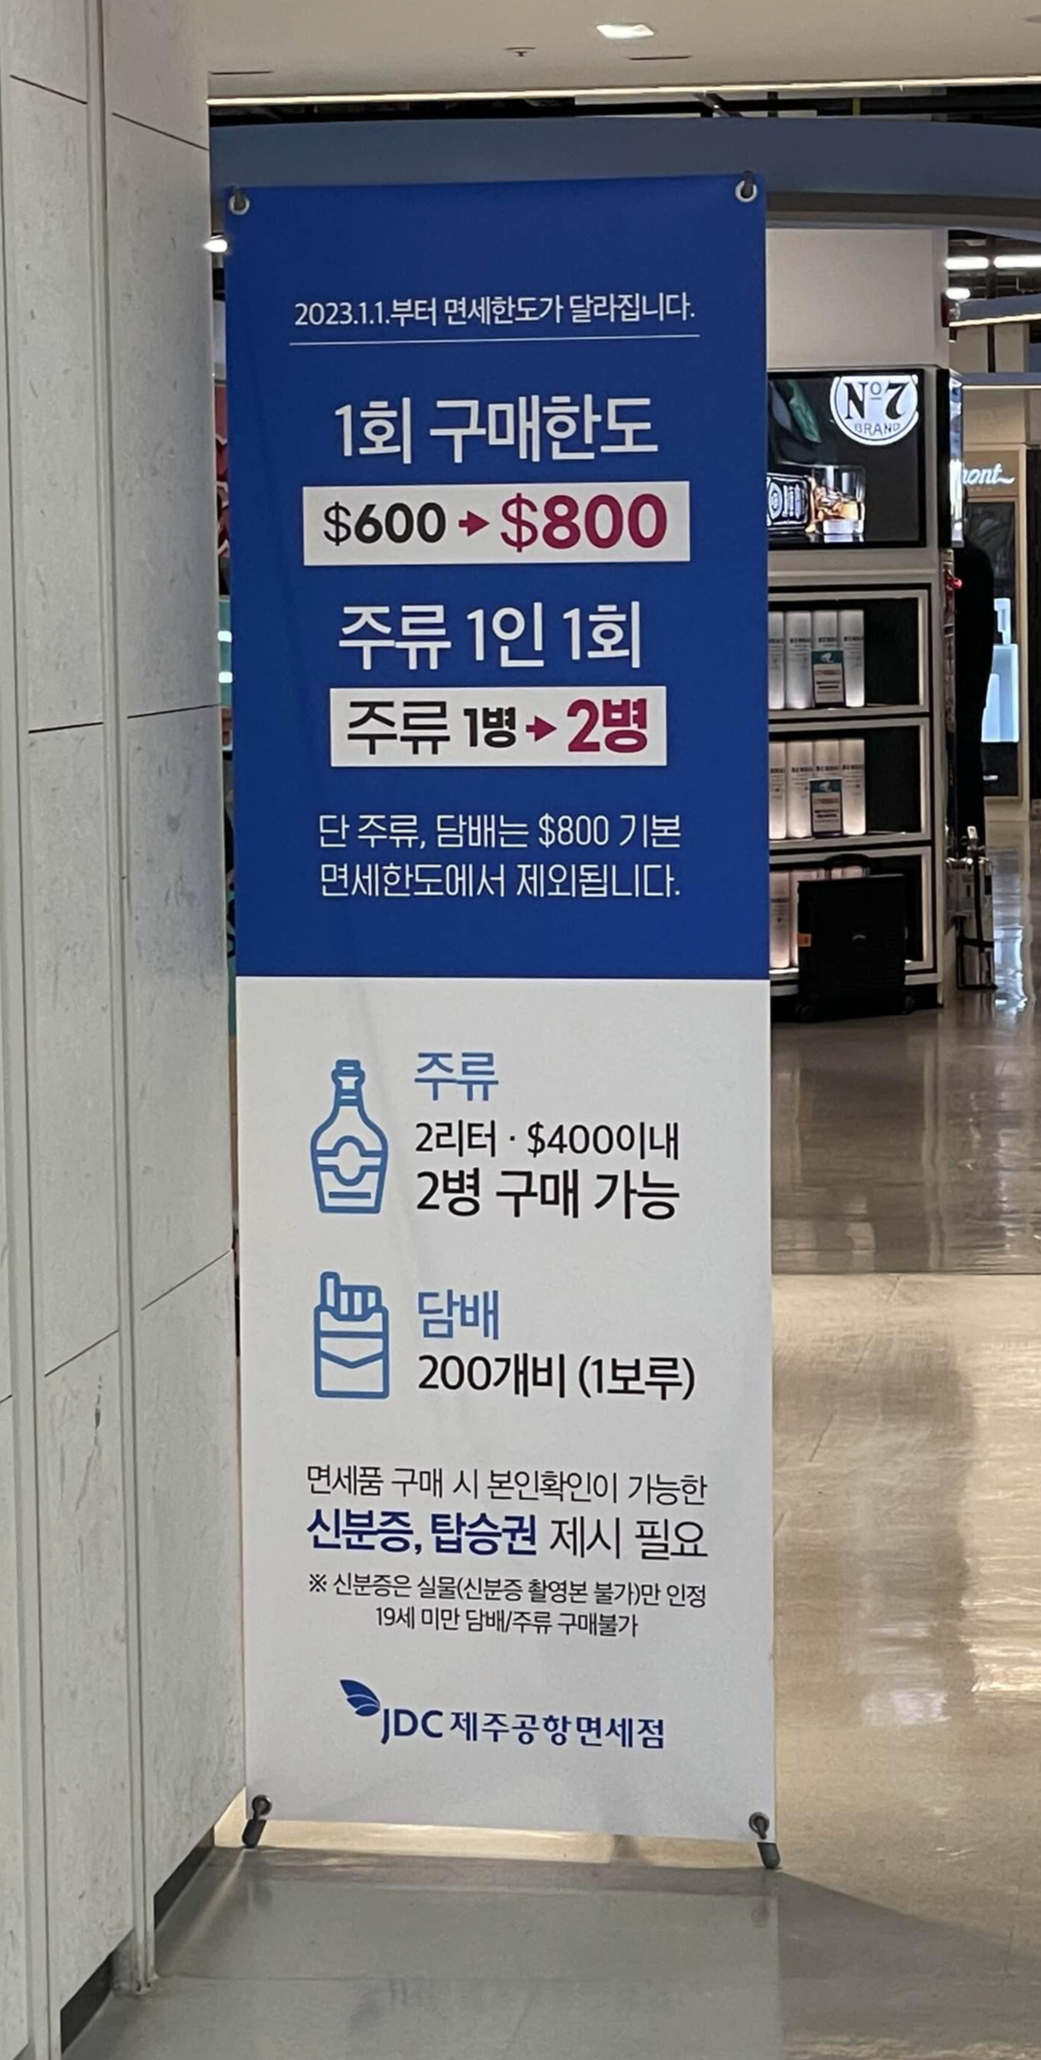 2023.1.1.부터 면세한도가 달라집니다.
1회 구매한도
$600 → $800
주류 1인 1회
주류 1병 → 2병
단 주류, 담배는 $800 기본
면세한도에서 제외됩니다.
주류
2리터 · $400이내
2병 구매 가능
담배
200개비 (1보루)
면세품 구매 시 본인확인이 가능한
신분증, 탑승권 제시 필요
※ 신분증은 실물(신분증 촬영본 불가)만 인정
19세 미만 담배/주류 구매불가
JDC 제주공항면세점
Nº 7
BRAND